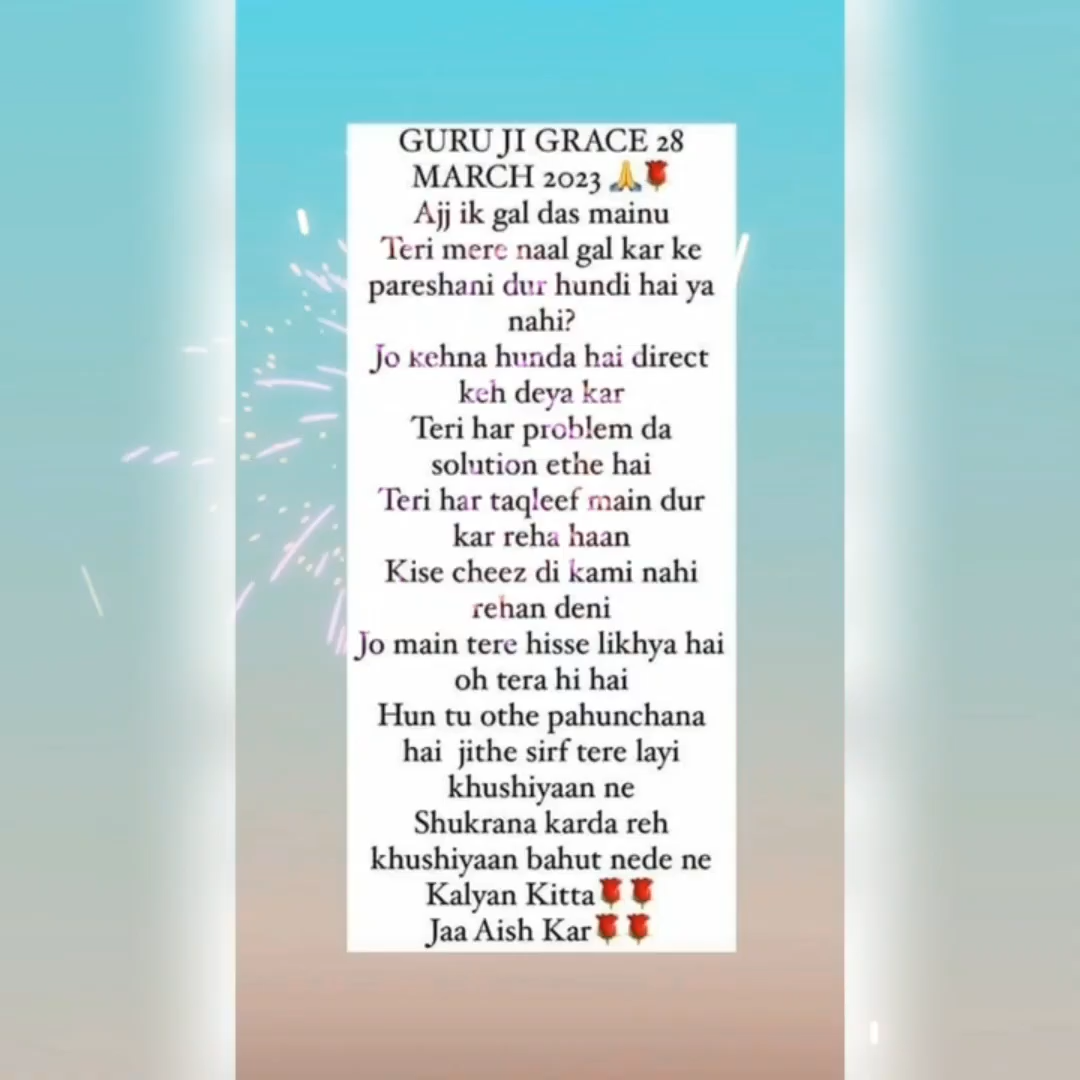 GURU JI GRACE 28
MARCH 2023 🙏🌹
Ajj ik gal das mainu
Teri mere naal gal kar ke
pareshani dur hundi hai ya
nahi?
Jo kehna hunda hai direct
keh deya kar
Teri har problem da
solution ethe hai
Teri har taqleef main dur
kar reha haan
Kise cheez di kami nahi
rehan deni
Jo main tere hisse likhya hai
oh tera hi hai
Hun tu othe pahunchana
hai jithe sirf tere layi
khushiyaan ne
Shukrana karda reh
khushiyaan bahut nede ne
Kalyan Kitta🌹🌹
Jaa Aish Kar🌹🌹